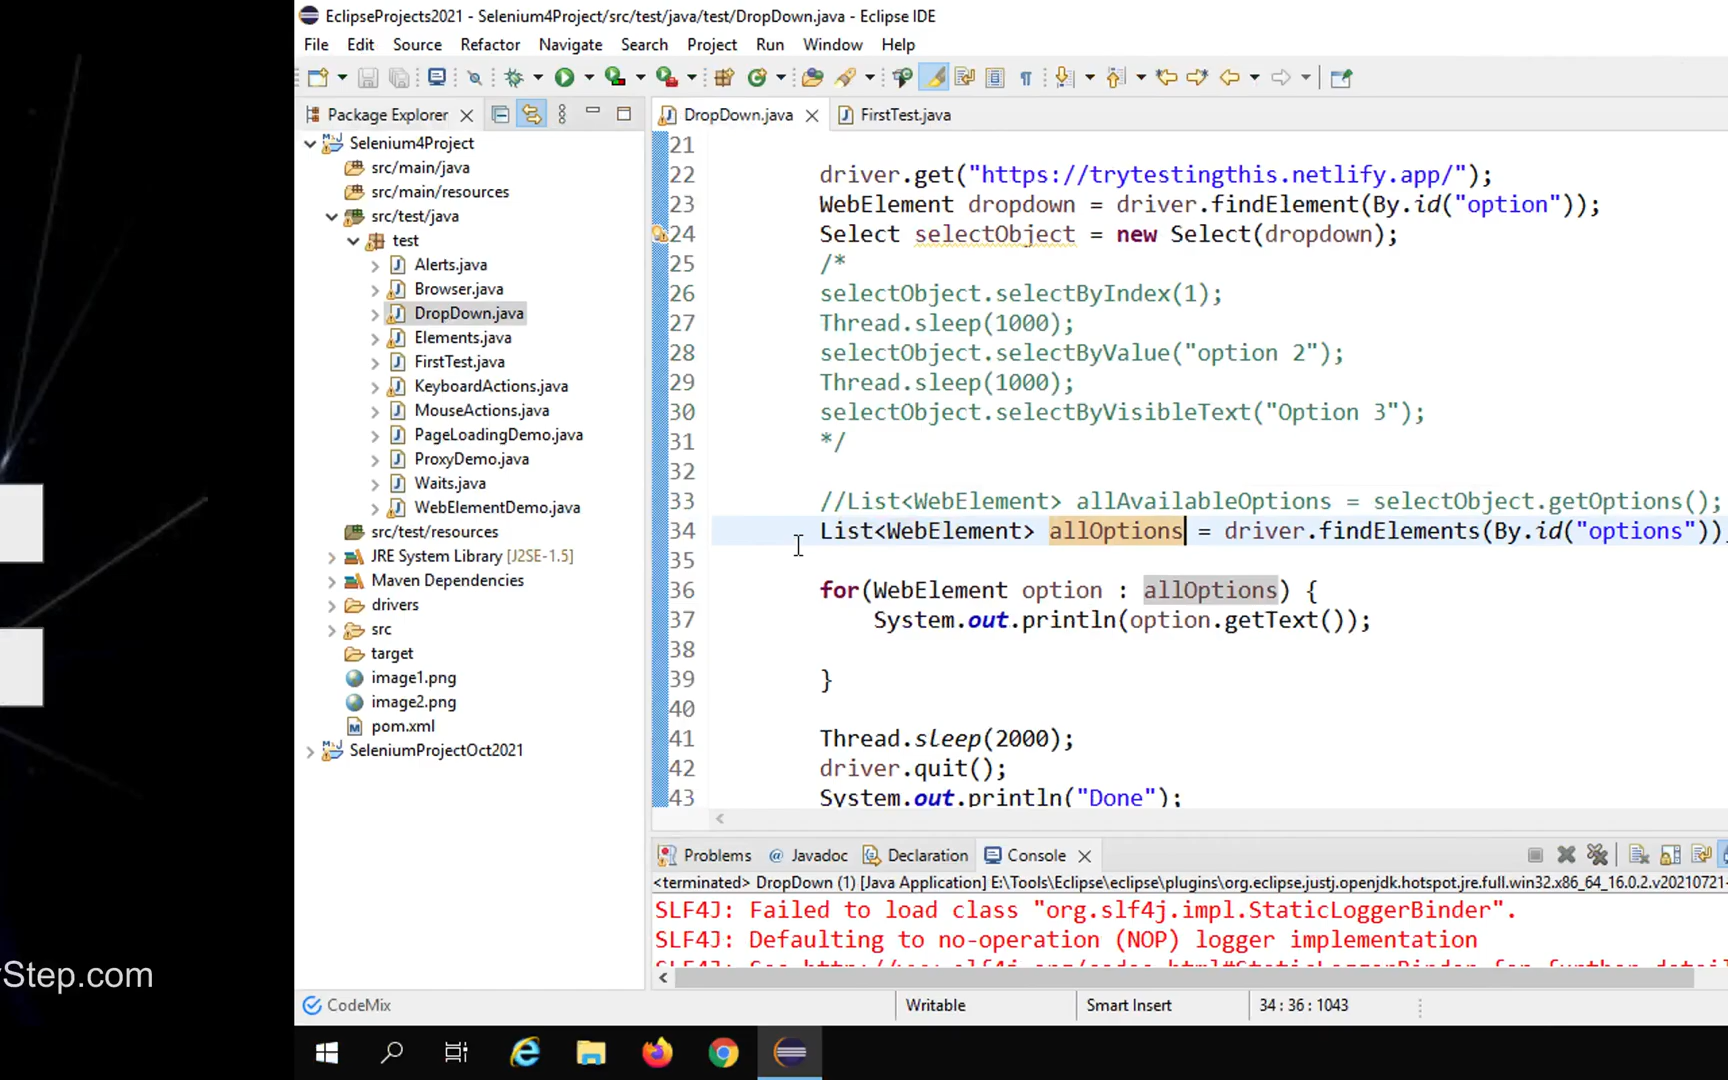 EclipseProjects2021 - Selenium4Project/src/test/java/test/DropDown.java - Eclipse IDE
File Edit Source Refactor Navigate Search Project Run Window Help
Package Explorer
DropDown.java
FirstTest.java
Selenium4Project
src/main/java
src/main/resources
src/test/java
test
Alerts.java
Browser.java
DropDown.java
Elements.java
FirstTest.java
KeyboardActions.java
MouseActions.java
PageLoadingDemo.java
ProxyDemo.java
Waits.java
WebElementDemo.java
src/test/resources
JRE System Library [J2SE-1.5]
Maven Dependencies
drivers
src
target
image1.png
image2.png
pom.xml
SeleniumProjectOct2021
21
22 driver.get("https://trytestingthis.netlify.app/");
23 WebElement dropdown = driver.findElement(By.id("option"));
24 Select selectObject = new Select(dropdown);
25 /*
26 selectObject.selectByIndex(1);
27 Thread.sleep(1000);
28 selectObject.selectByValue("option 2");
29 Thread.sleep(1000);
30 selectObject.selectByVisibleText("Option 3");
31 */
32
33 //List<WebElement> allAvailableOptions = selectObject.getOptions();
34 List<WebElement> allOptions = driver.findElements(By.id("options"))
35
36 for(WebElement option : allOptions) {
37 System.out.println(option.getText());
38
39 }
40
41 Thread.sleep(2000);
42 driver.quit();
43 System.out.println("Done");
Problems @ Javadoc Declaration Console
<terminated> DropDown (1) [Java Application] E:\Tools\Eclipse\eclipse\plugins\org.eclipse.justj.openjdk.hotspot.jre.full.win32.x86_64_16.0.2.v20210721-
SLF4J: Failed to load class "org.slf4j.impl.StaticLoggerBinder".
SLF4J: Defaulting to no-operation (NOP) logger implementation
CodeMix
Writable
Smart Insert
34 : 36 : 1043
Step.com